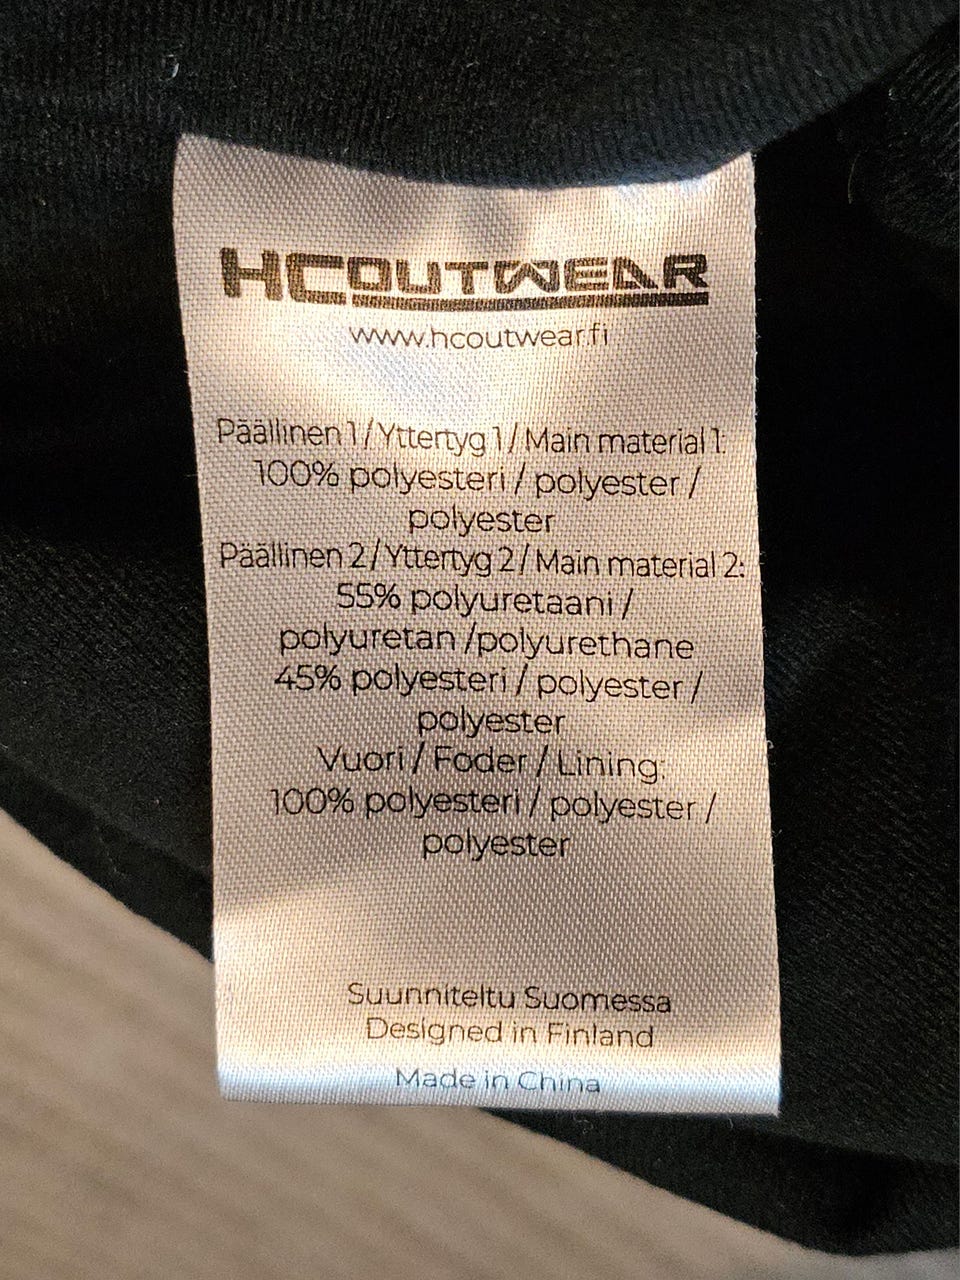 HCOUTWEAR
www.hcoutwear.fi
Päällinen 1/Yttertyg 1/ Main material 1:
100% polyesteri / polyester /
polyester
Päällinen 2/Yttertyg 2/ Main material 2:
55% polyuretaani /
polyuretan /polyurethane
45% polyesteri / polyester /
polyester
Vuori / Foder / Lining:
100% polyesteri / polyester /
polyester
Suunniteltu Suomessa
Designed in Finland
Made in China